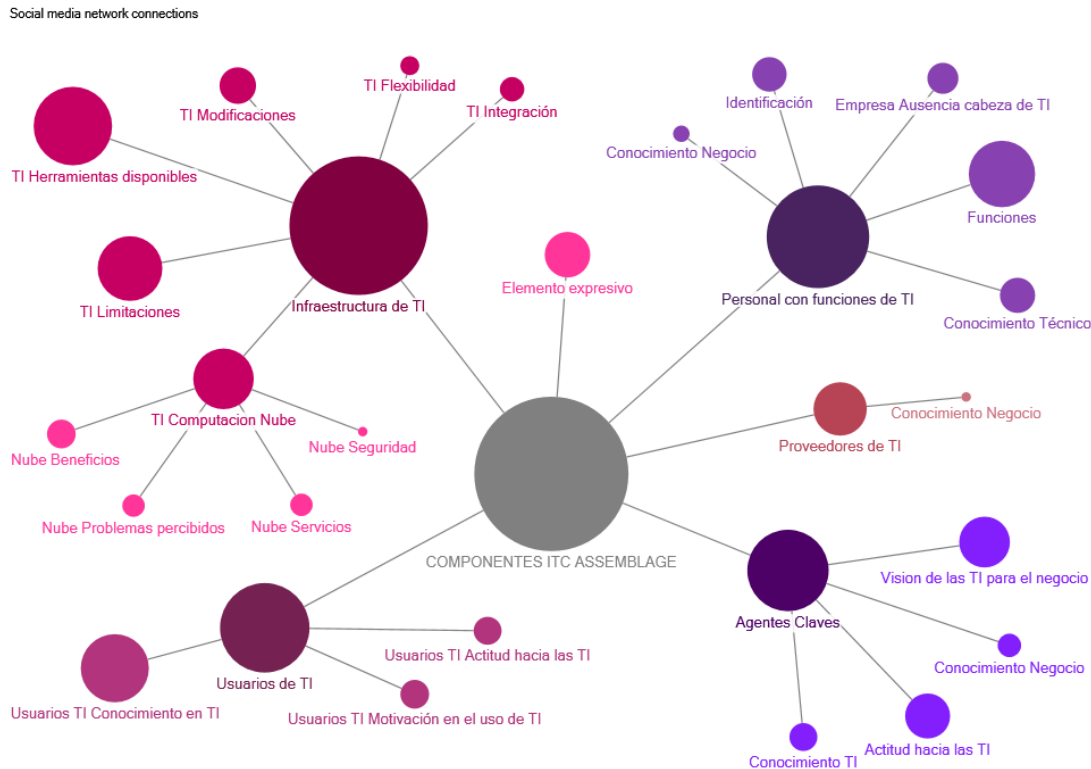 Social media network connections
TI Flexibilidad
TI Modificaciones
TI Integración
TI Herramientas disponibles
TI Limitaciones
Infraestructura de TI
TI Computacion Nube
Nube Seguridad
Nube Beneficios
Nube Problemas percibidos
Nube Servicios
Elemento expresivo
Identificación
Empresa Ausencia cabeza de TI
Conocimiento Negocio
Funciones
Personal con funciones de TI
Conocimiento Técnico
Conocimiento Negocio
Proveedores de TI
COMPONENTES ITC ASSEMBLAGE
Vision de las TI para el negocio
Agentes Claves
Conocimiento Negocio
Actitud hacia las TI
Conocimiento TI
Usuarios TI Actitud hacia las TI
Usuarios de TI
Usuarios TI Conocimiento en TI
Usuarios TI Motivación en el uso de TI